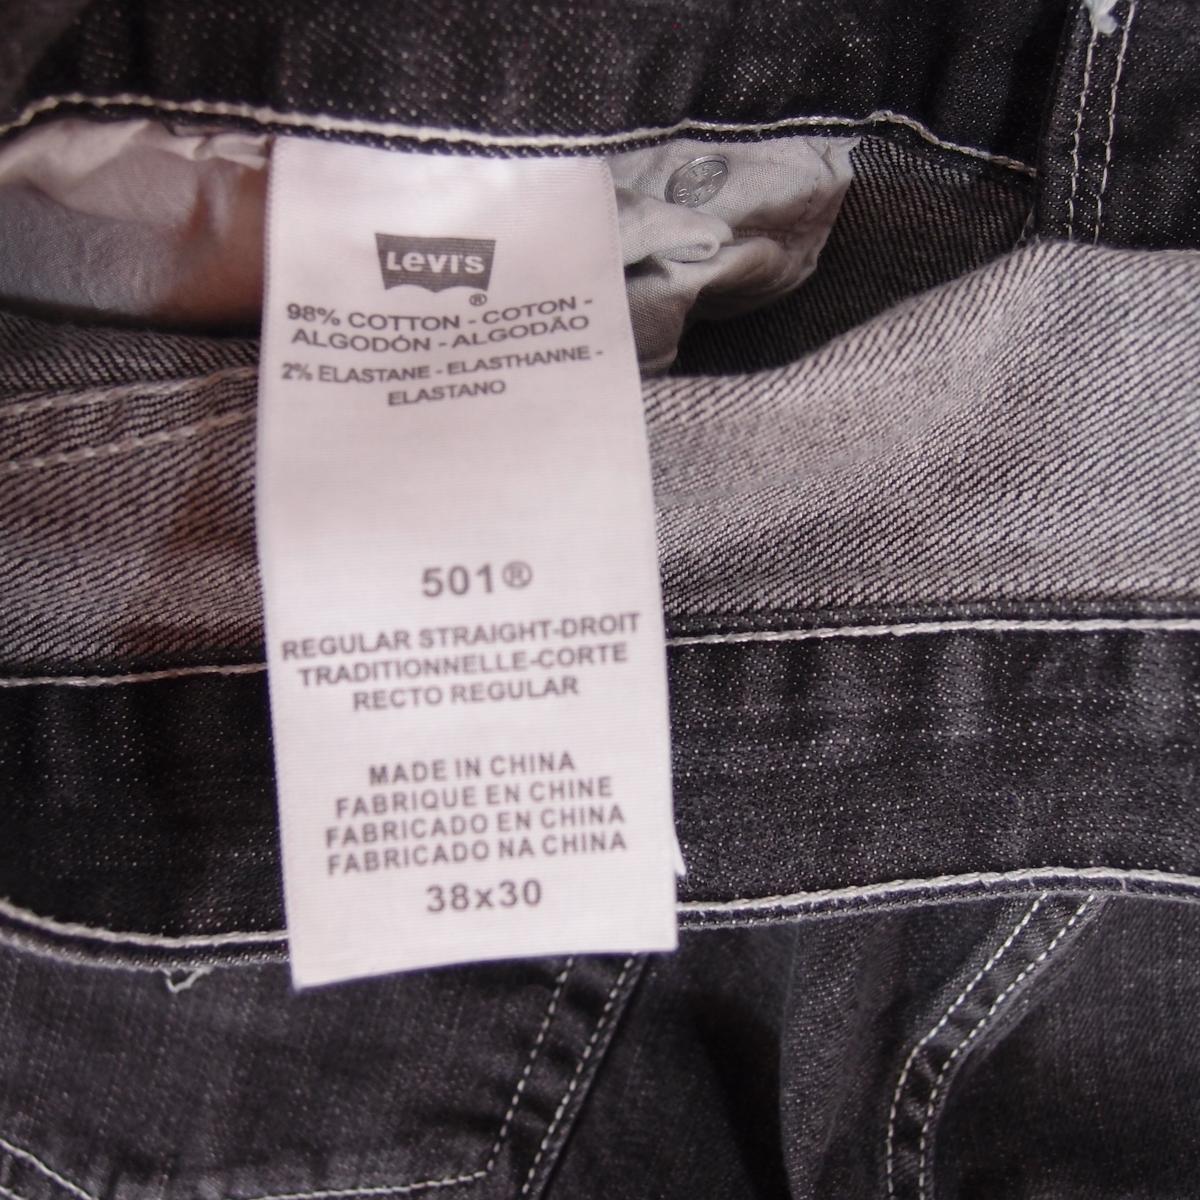 Levi's
®
98% COTTON - COTON -
ALGODÓN - ALGODÃO
2% ELASTANE - ELASTHANNE -
ELASTANO
501®
REGULAR STRAIGHT-DROIT
TRADITIONNELLE-CORTE
RECTO REGULAR
MADE IN CHINA
FABRIQUE EN CHINE
FABRICADO EN CHINA
FABRICADO NA CHINA
38x30